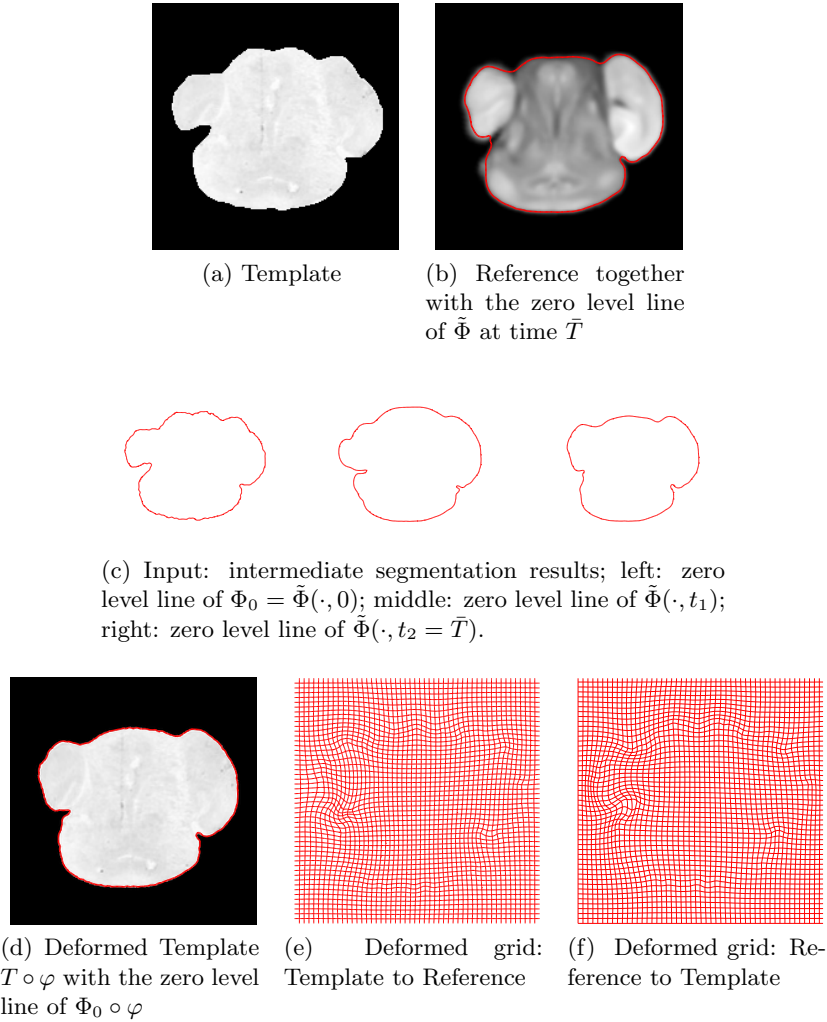 (a) Template
(b) Reference together
with the zero level line
of Φ̃ at time T̄
(c) Input: intermediate segmentation results; left: zero
level line of Φ₀ = Φ̃(·, 0); middle: zero level line of Φ̃(·, t₁);
right: zero level line of Φ̃(·, t₂ = T̄).
(d) Deformed Template
T ∘ φ with the zero level
line of Φ₀ ∘ φ
(e) Deformed grid:
Template to Reference
(f) Deformed grid: Re-
ference to Template